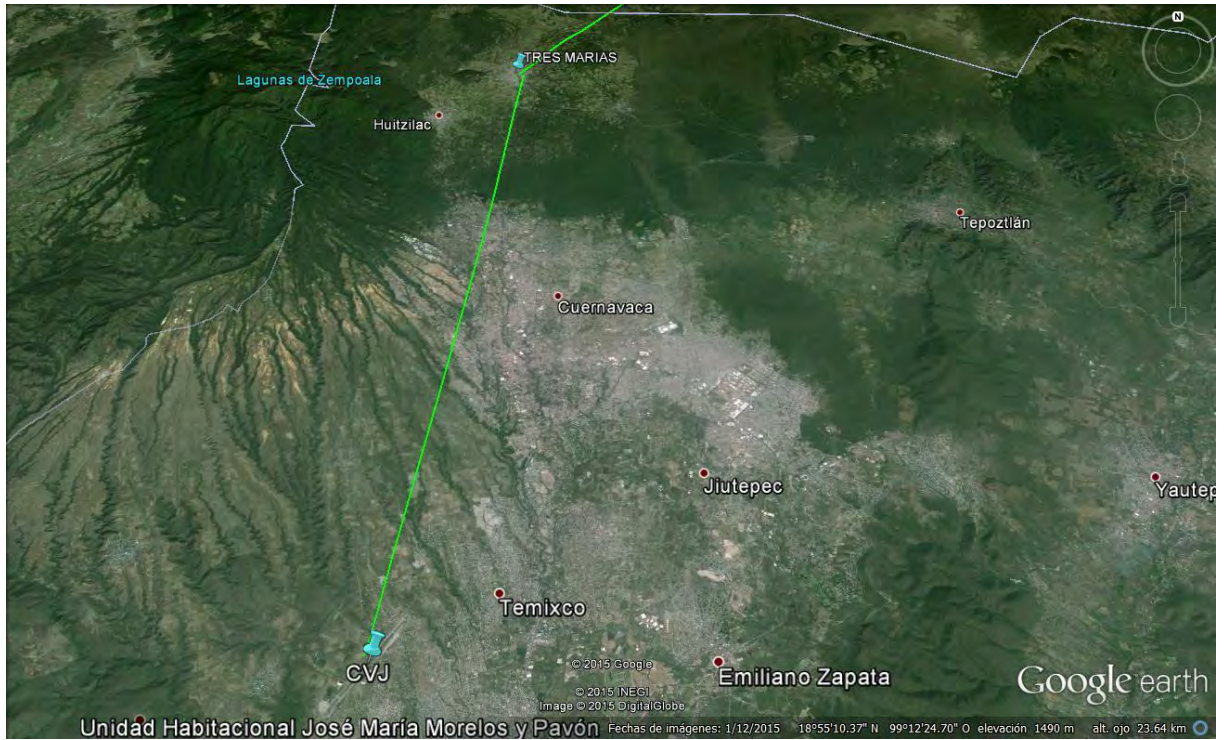 N
TRES MARIAS
Lagunas de Zempoala
Huitzilac
Tepoztlán
Cuernavaca
Jiutepec
Yautep
Temixco
CVJ
Emiliano Zapata
© 2015 Google
© 2015 INEGI
Image © 2015 DigitalGlobe
Google earth
Unidad Habitacional José María Morelos y Pavón
Fechas de imágenes: 1/12/2015 18°55'10.37" N 99°12'24.70" O elevación 1490 m alt. ojo 23.64 km